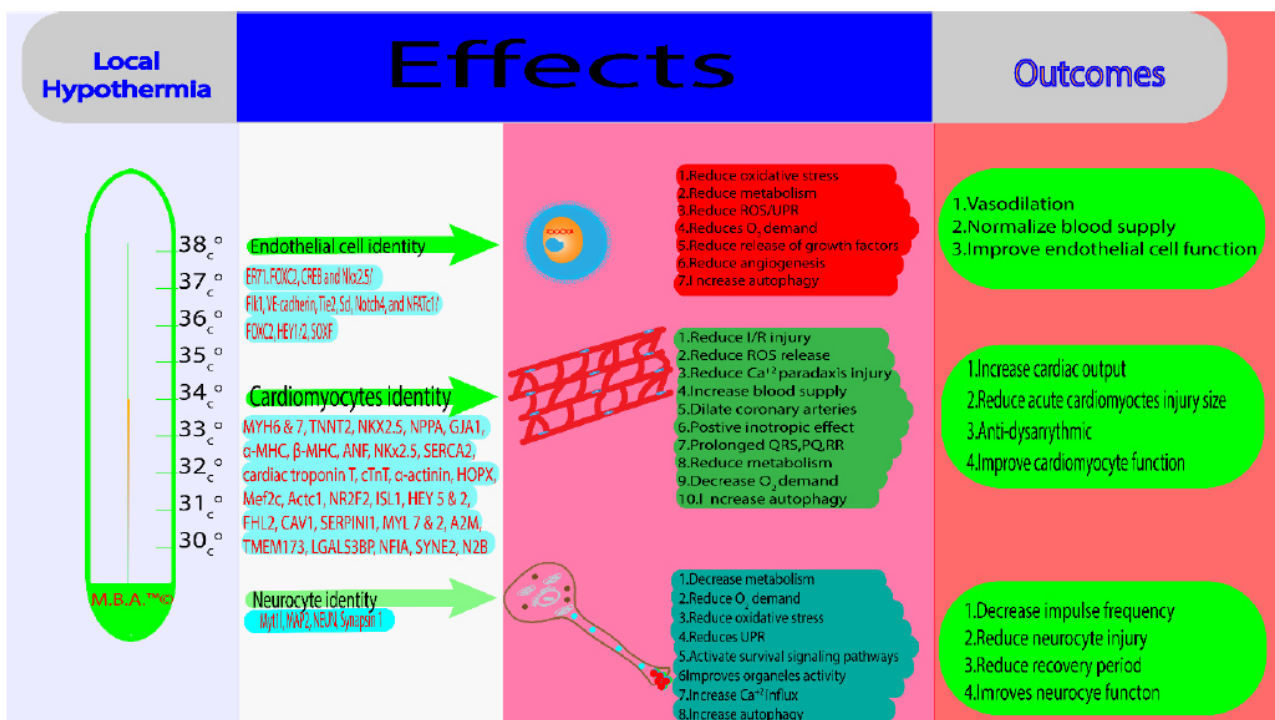 Local
Hypothermia
Effects
Outcomes
38 °c
37 °c
36 °c
35 °c
34 °c
33 °c
32 °c
31 °c
30 °c
M.B.A.™©
Endothelial cell identity
ER71.FOXC2, CREB and Nkx2.5/
Flk1, VE-cadherin, Tie2, Scl, Notch4, and NFATc1/
FOXC2, HEY1/2, SOXF
1.Reduce oxidative stress
2.Reduce metabolism
3.Reduce ROS/UPR
4.Reduces O₂ demand
5.Reduce release of growth factors
6.Reduce angiogenesis
7.Increase autophagy
1.Vasodilation
2.Normalize blood supply
3.Improve endothelial cell function
Cardiomyocytes identity
MYH6 & 7, TNNT2, NKX2.5, NPPA, GJA1,
α-MHC, β-MHC, ANF, NKx2.5, SERCA2,
cardiac troponin T, cTnT, α-actinin, HOPX,
Mef2c, Actc1, NR2F2, ISL1, HEY 5 & 2,
FHL2, CAV1, SERPINI1, MYL 7 & 2, A2M,
TMEM173, LGALS3BP, NFIA, SYNE2, N2B
1.Reduce I/R injury
2.Reduce ROS release
3.Reduce Ca⁺² paradaxis injury
4.Increase blood supply
5.Dilate coronary arteries
6.Postive inotropic effect
7.Prolonged QRS,PQ,RR
8.Reduce metabolism
9.Decrease O₂ demand
10.I ncrease autophagy
1.Increase cardiac output
2.Reduce acute cardiomyoctes injury size
3.Anti-dysarrythmic
4.Improve cardiomyocyte function
Neurocyte identity
Myt1l, MAP2, NEUN, Synapsin 1
1.Decrease metabolism
2.Reduce O₂ demand
3.Reduce oxidative stress
4.Reduces UPR
5.Activate survival signaling pathways
6Improves organeles activity
7.Increase Ca⁺² influx
8.Increase autophagy
1.Decrease impulse frequency
2.Reduce neurocyte injury
3.Reduce recovery period
4.Imroves neurocye functon